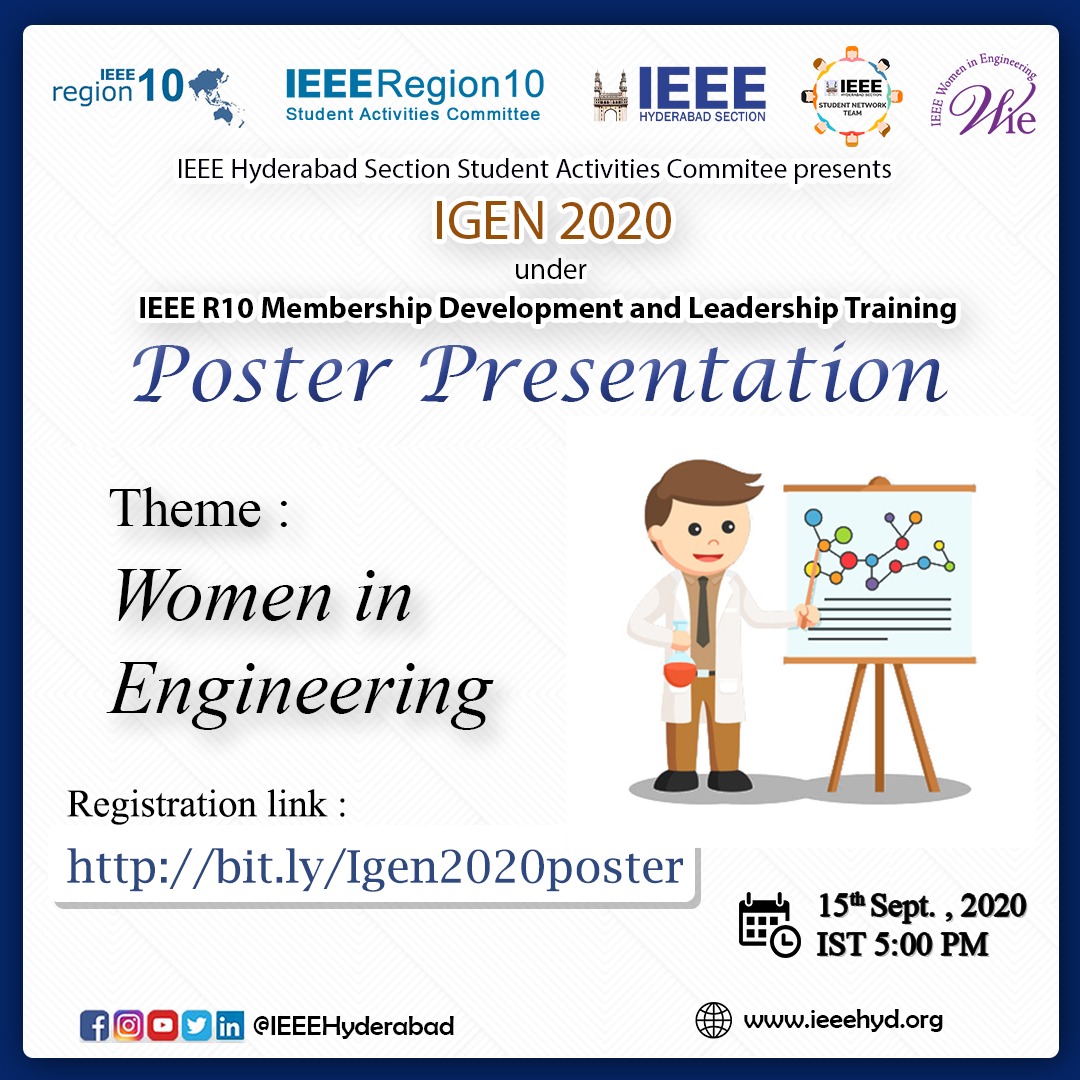 IEEE
region 10
IEEE Region10
Student Activities Committee
IEEE
HYDERABAD SECTION
IEEE
HYDERABAD SECTION
STUDENT NETWORK
TEAM
IEEE Women in Engineering
WIE
IEEE Hyderabad Section Student Activities Commitee presents
IGEN 2020
under
IEEE R10 Membership Development and Leadership Training
Poster Presentation
Theme :
Women in
Engineering
Registration link :
http://bit.ly/Igen2020poster
15th Sept. , 2020
IST 5:00 PM
@IEEEHyderabad
www.ieeehyd.org